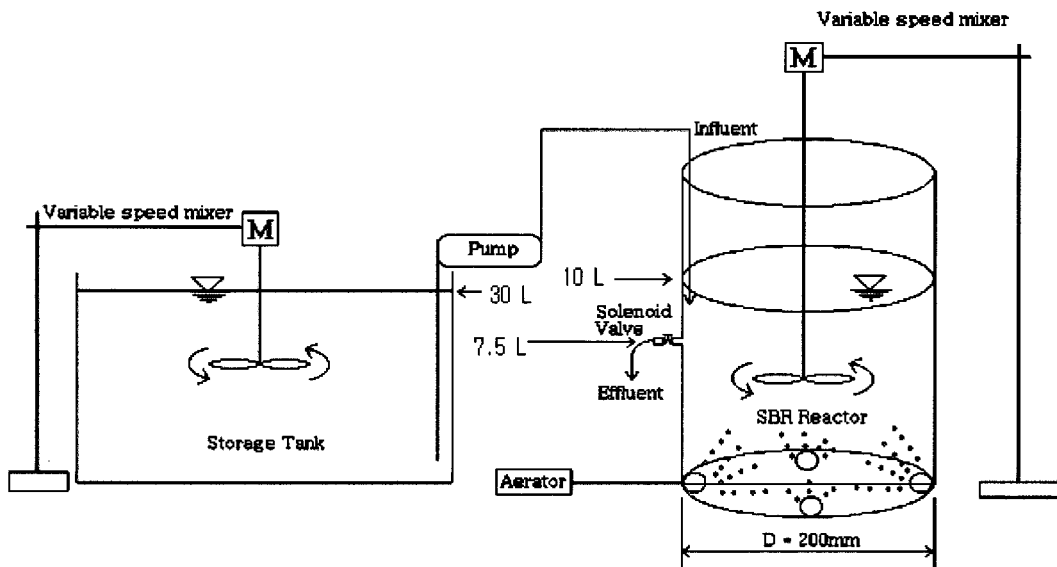 Variable speed mixer
M
Influent
Variable speed mixer
M
Pump
10 L
30 L
Solenoid
Valve
7.5 L
Effluent
SBR Reactor
Storage Tank
Aerator
D = 200mm